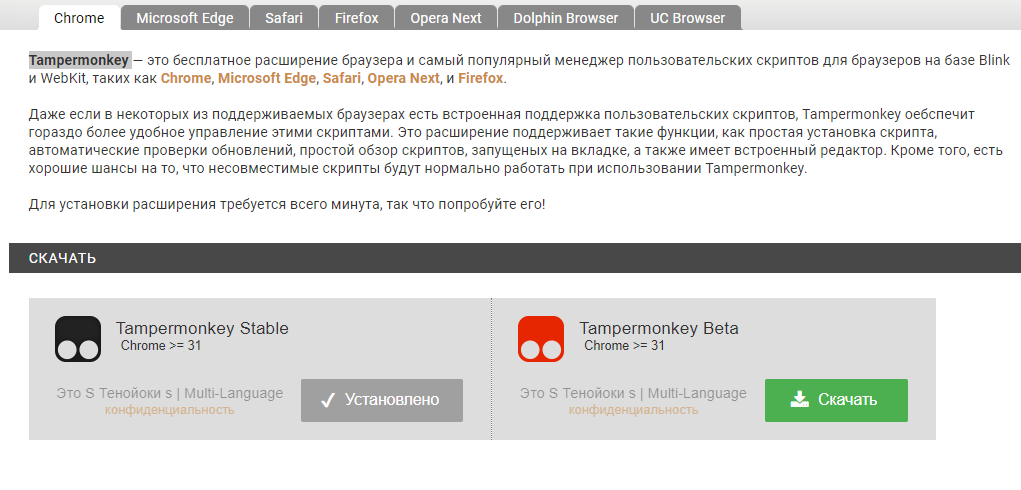 Chrome Microsoft Edge Safari Firefox Opera Next Dolphin Browser UC Browser
Tampermonkey — это бесплатное расширение браузера и самый популярный менеджер пользовательских скриптов для браузеров на базе Blink
и WebKit, таких как Chrome, Microsoft Edge, Safari, Opera Next, и Firefox.
Даже если в некоторых из поддерживаемых браузерах есть встроенная поддержка пользовательских скриптов, Tampermonkey оебспечит
гораздо более удобное управление этими скриптами. Это расширение поддерживает такие функции, как простая установка скрипта,
автоматические проверки обновлений, простой обзор скриптов, запущеных на вкладке, а также имеет встроенный редактор. Кроме того, есть
хорошие шансы на то, что несовместимые скрипты будут нормально работать при использовании Tampermonkey.
Для установки расширения требуется всего минута, так что попробуйте его!
СКАЧАТЬ
Tampermonkey Stable
Chrome >= 31
Это S Тенойоки s | Multi-Language
конфиденциальность
Установлено
Tampermonkey Beta
Chrome >= 31
Это S Тенойоки s | Multi-Language
конфиденциальность
Скачать